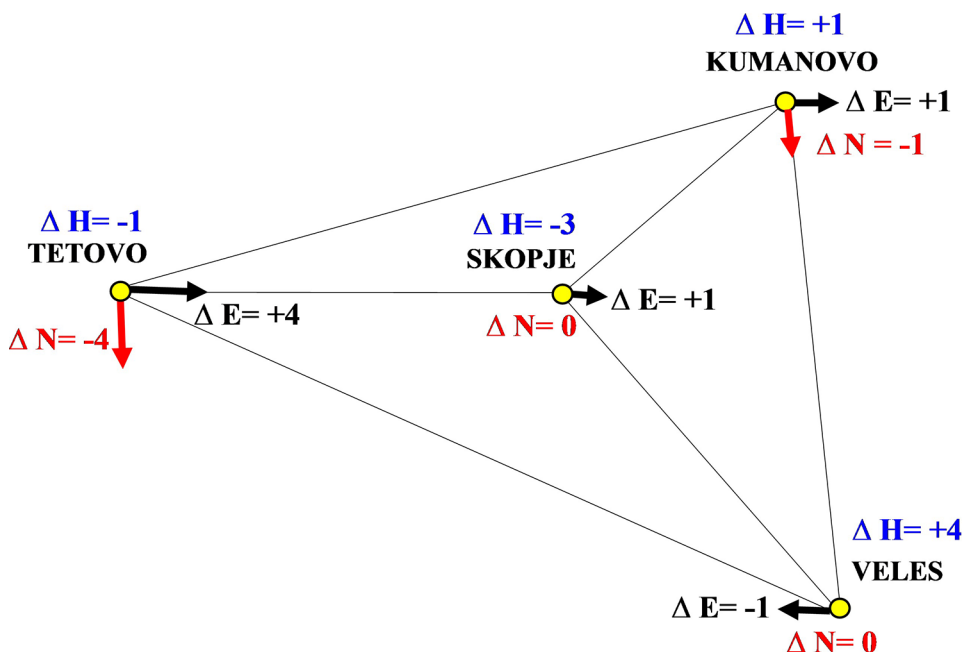 Δ H= +1
KUMANOVO
Δ E= +1
Δ N = -1
Δ H= -1
TETOVO
Δ E= +4
Δ N= -4
Δ H= -3
SKOPJE
Δ E= +1
Δ N= 0
Δ H= +4
VELES
Δ E= -1
Δ N= 0